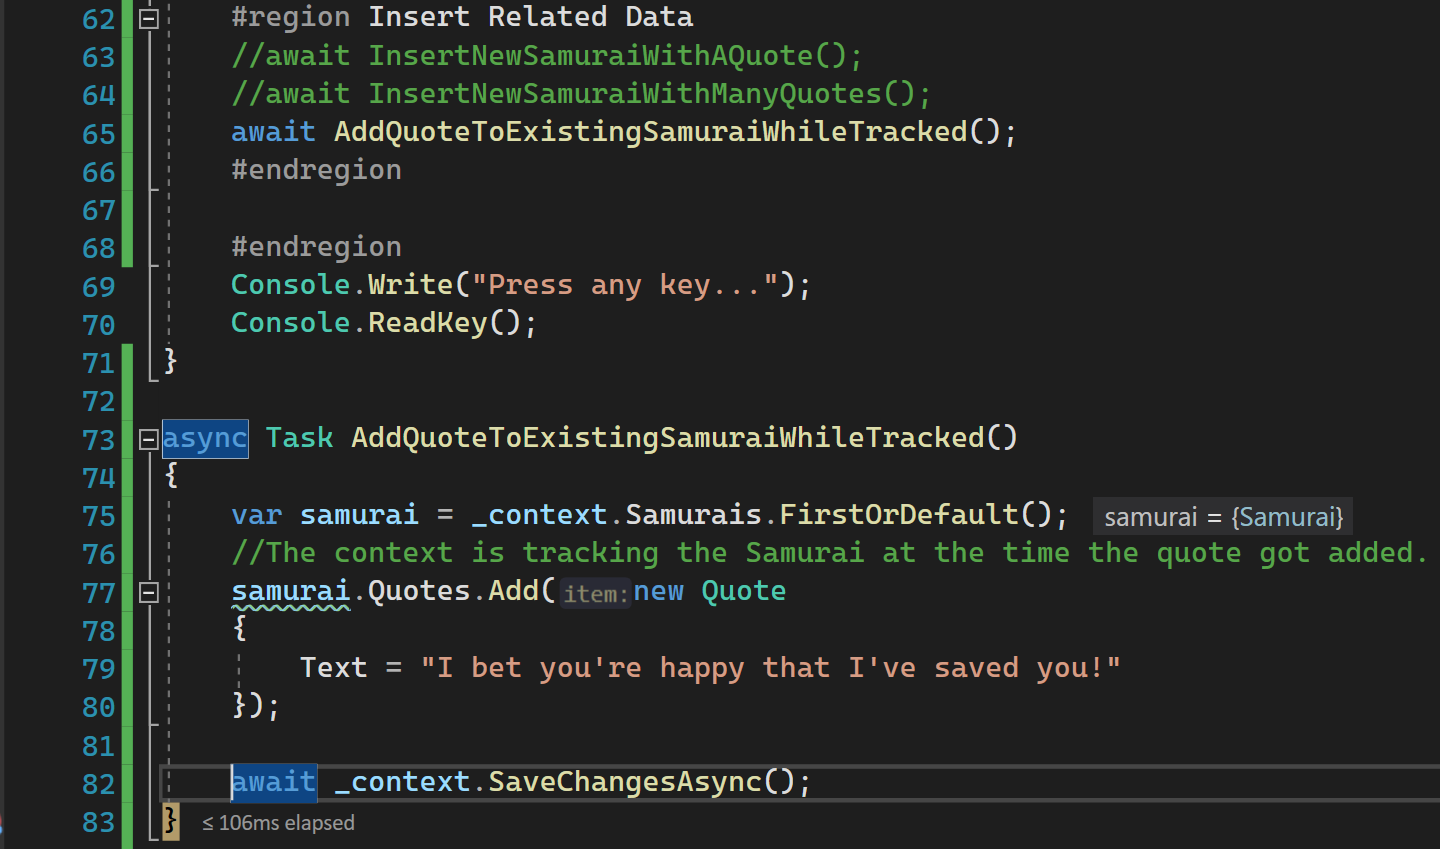 62 #region Insert Related Data
63 //await InsertNewSamuraiWithAQuote();
64 //await InsertNewSamuraiWithManyQuotes();
65 await AddQuoteToExistingSamuraiWhileTracked();
66 #endregion
67
68 #endregion
69 Console.Write("Press any key...");
70 Console.ReadKey();
71 }
72
73 async Task AddQuoteToExistingSamuraiWhileTracked()
74 {
75 var samurai = _context.Samurais.FirstOrDefault(); samurai = {Samurai}
76 //The context is tracking the Samurai at the time the quote got added.
77 samurai.Quotes.Add(item:new Quote
78 {
79 Text = "I bet you're happy that I've saved you!"
80 });
81
82 await _context.SaveChangesAsync();
83 } ≤ 106ms elapsed